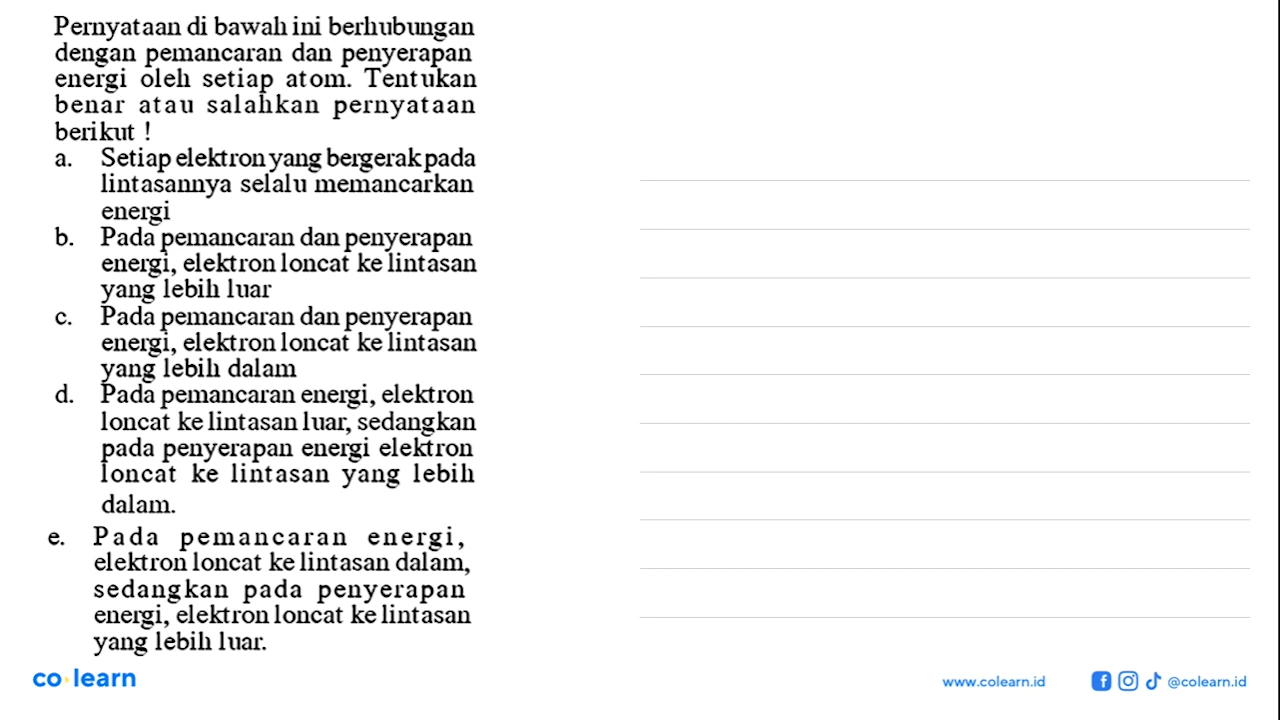 Pernyataan di bawah ini berhubungan
dengan pemancaran dan penyerapan
energi oleh setiap atom. Tentukan
benar atau salahkan pernyataan
berikut !
a. Setiap elektron yang bergerak pada
lintasannya selalu memancarkan
energi
b. Pada pemancaran dan penyerapan
energi, elektron loncat ke lintasan
yang lebih luar
c. Pada pemancaran dan penyerapan
energi, elektron loncat ke lintasan
yang lebih dalam
d. Pada pemancaran energi, elektron
loncat ke lintasan luar, sedangkan
pada penyerapan energi elektron
loncat ke lintasan yang lebih
dalam.
e. Pada pemancaran energi,
elektron loncat ke lintasan dalam,
sedangkan pada penyerapan
energi, elektron loncat ke lintasan
yang lebih luar.
co learn
www.colearn.id
@colearn.id